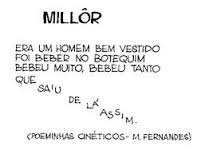 MILLÔR
ERA UM HOMEM BEM VESTIDO
FOI BEBER NO BOTEQUIM
BEBEU MUITO, BEBEU TANTO
QUE
SAIU
DE
LÁ
ASSIM.
(POEMINHAS CINÉTICOS - M. FERNANDES)